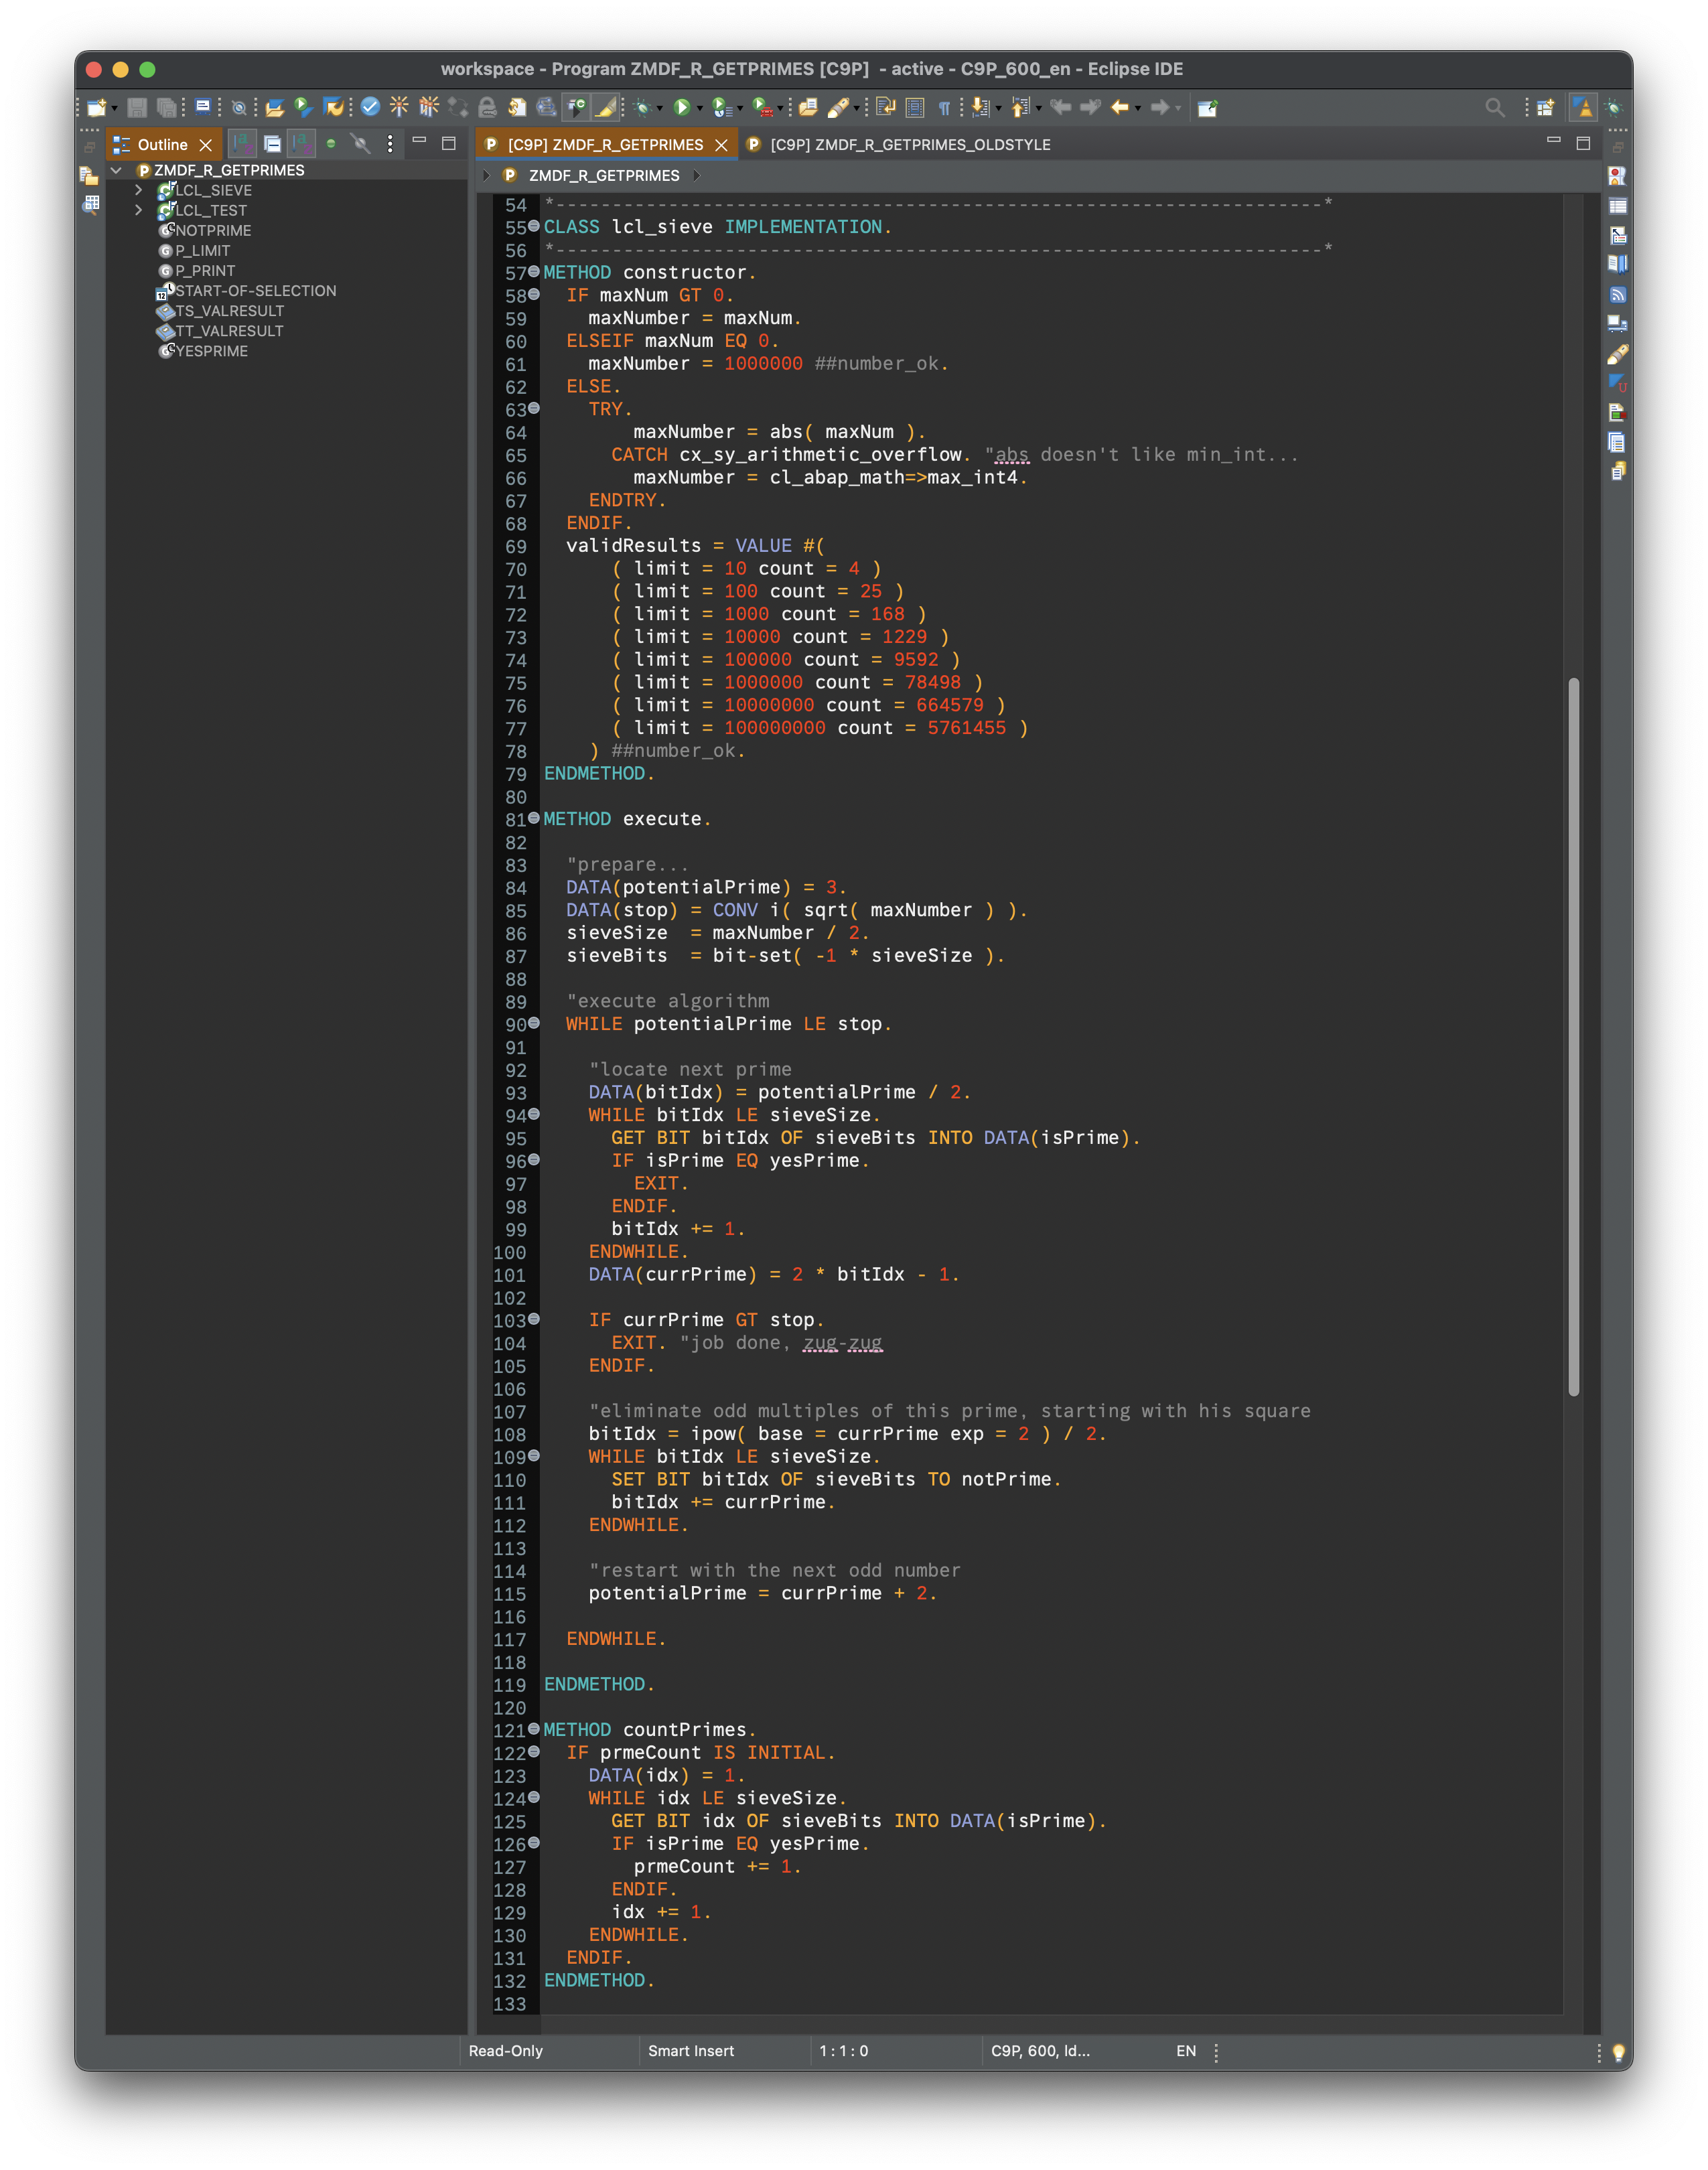 workspace - Program ZMDF_R_GETPRIMES [C9P]  - active - C9P_600_en - Eclipse IDE
Outline
ZMDF_R_GETPRIMES
LCL_SIEVE
LCL_TEST
NOTPRIME
P_LIMIT
P_PRINT
START-OF-SELECTION
TS_VALRESULT
TT_VALRESULT
YESPRIME
[C9P] ZMDF_R_GETPRIMES
[C9P] ZMDF_R_GETPRIMES_OLDSTYLE
ZMDF_R_GETPRIMES
54 *--------------------------------------------------------------------*
55 CLASS lcl_sieve IMPLEMENTATION.
56 *--------------------------------------------------------------------*
57 METHOD constructor.
58   IF maxNum GT 0.
59     maxNumber = maxNum.
60   ELSEIF maxNum EQ 0.
61     maxNumber = 1000000 ##number_ok.
62   ELSE.
63     TRY.
64         maxNumber = abs( maxNum ).
65       CATCH cx_sy_arithmetic_overflow. "abs doesn't like min_int...
66         maxNumber = cl_abap_math=>max_int4.
67     ENDTRY.
68   ENDIF.
69   validResults = VALUE #(
70       ( limit = 10 count = 4 )
71       ( limit = 100 count = 25 )
72       ( limit = 1000 count = 168 )
73       ( limit = 10000 count = 1229 )
74       ( limit = 100000 count = 9592 )
75       ( limit = 1000000 count = 78498 )
76       ( limit = 10000000 count = 664579 )
77       ( limit = 100000000 count = 5761455 )
78     ) ##number_ok.
79 ENDMETHOD.
80
81 METHOD execute.
82
83   "prepare...
84   DATA(potentialPrime) = 3.
85   DATA(stop) = CONV i( sqrt( maxNumber ) ).
86   sieveSize  = maxNumber / 2.
87   sieveBits  = bit-set( -1 * sieveSize ).
88
89   "execute algorithm
90   WHILE potentialPrime LE stop.
91
92     "locate next prime
93     DATA(bitIdx) = potentialPrime / 2.
94     WHILE bitIdx LE sieveSize.
95       GET BIT bitIdx OF sieveBits INTO DATA(isPrime).
96       IF isPrime EQ yesPrime.
97         EXIT.
98       ENDIF.
99       bitIdx += 1.
100     ENDWHILE.
101     DATA(currPrime) = 2 * bitIdx - 1.
102
103     IF currPrime GT stop.
104       EXIT. "job done, zug-zug
105     ENDIF.
106
107     "eliminate odd multiples of this prime, starting with his square
108     bitIdx = ipow( base = currPrime exp = 2 ) / 2.
109     WHILE bitIdx LE sieveSize.
110       SET BIT bitIdx OF sieveBits TO notPrime.
111       bitIdx += currPrime.
112     ENDWHILE.
113
114     "restart with the next odd number
115     potentialPrime = currPrime + 2.
116
117   ENDWHILE.
118
119 ENDMETHOD.
120
121 METHOD countPrimes.
122   IF prmeCount IS INITIAL.
123     DATA(idx) = 1.
124     WHILE idx LE sieveSize.
125       GET BIT idx OF sieveBits INTO DATA(isPrime).
126       IF isPrime EQ yesPrime.
127         prmeCount += 1.
128       ENDIF.
129       idx += 1.
130     ENDWHILE.
131   ENDIF.
132 ENDMETHOD.
133
Read-Only
Smart Insert
1 : 1 : 0
C9P, 600, Id...
EN